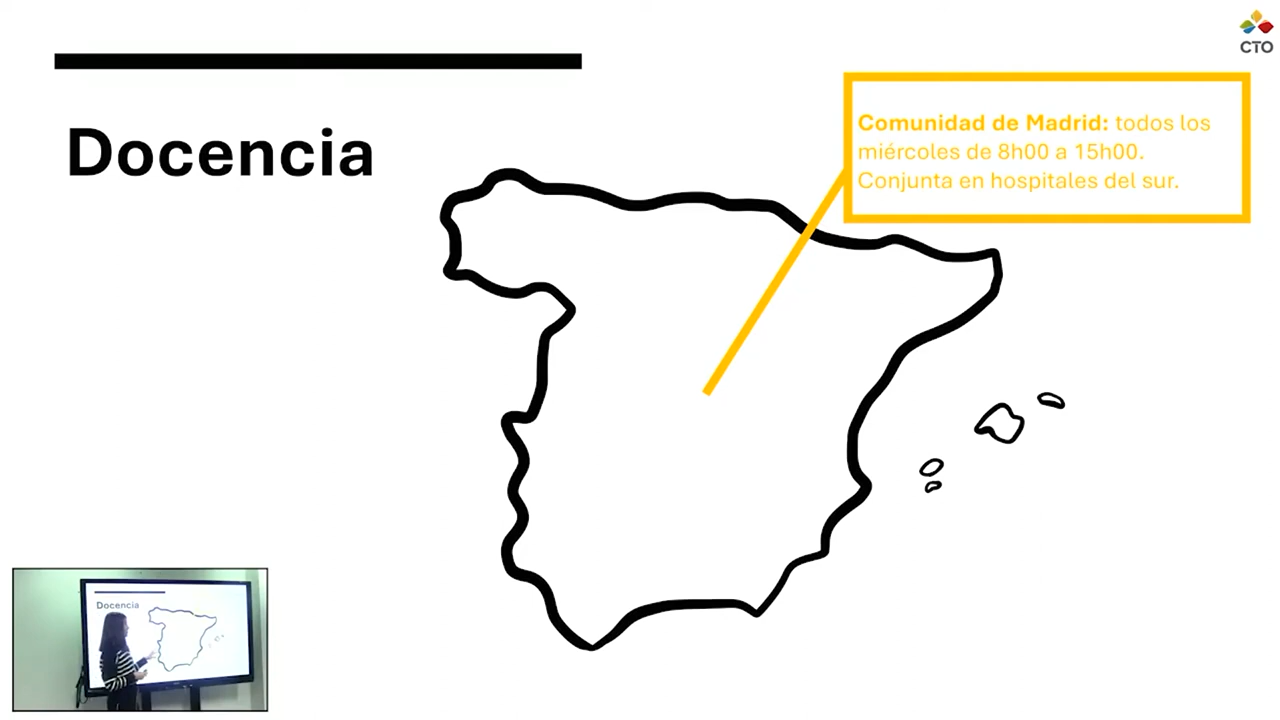 CTO
Docencia
Comunidad de Madrid: todos los
miércoles de 8h00 a 15h00.
Conjunta en hospitales del sur.
Docencia